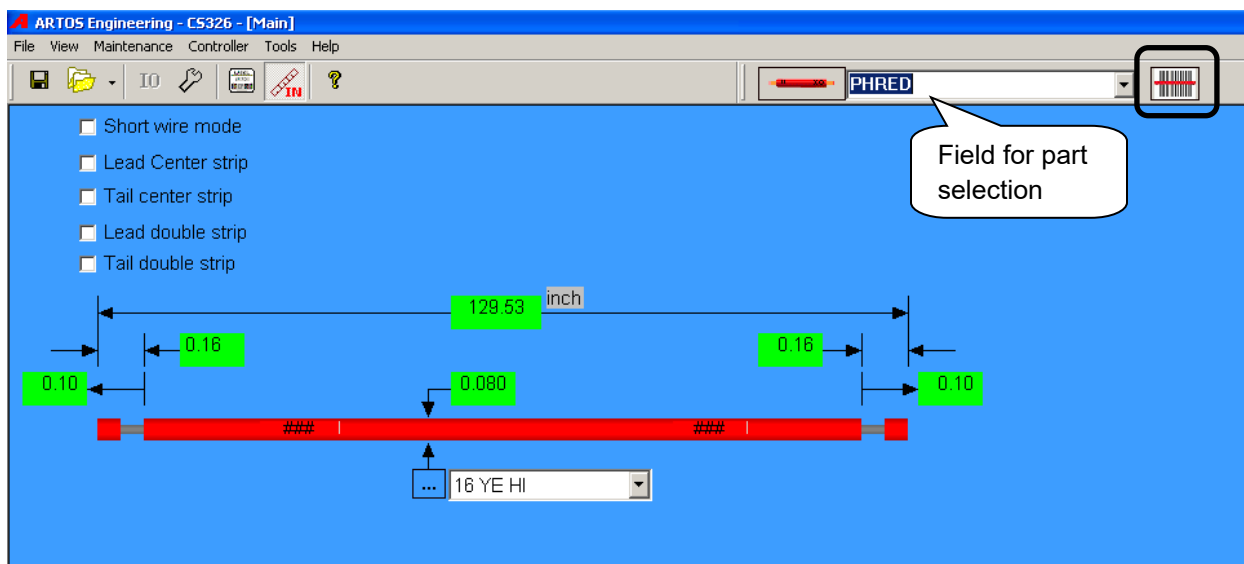 ARTOS Engineering - CS326 - [Main]
File View Maintenance Controller Tools Help
IO
IN
?
PHRED
Field for part
selection
Short wire mode
Lead Center strip
Tail center strip
Lead double strip
Tail double strip
129.53 inch
0.16 0.16
0.10 0.080 0.10
### ###
... 16 YE HI